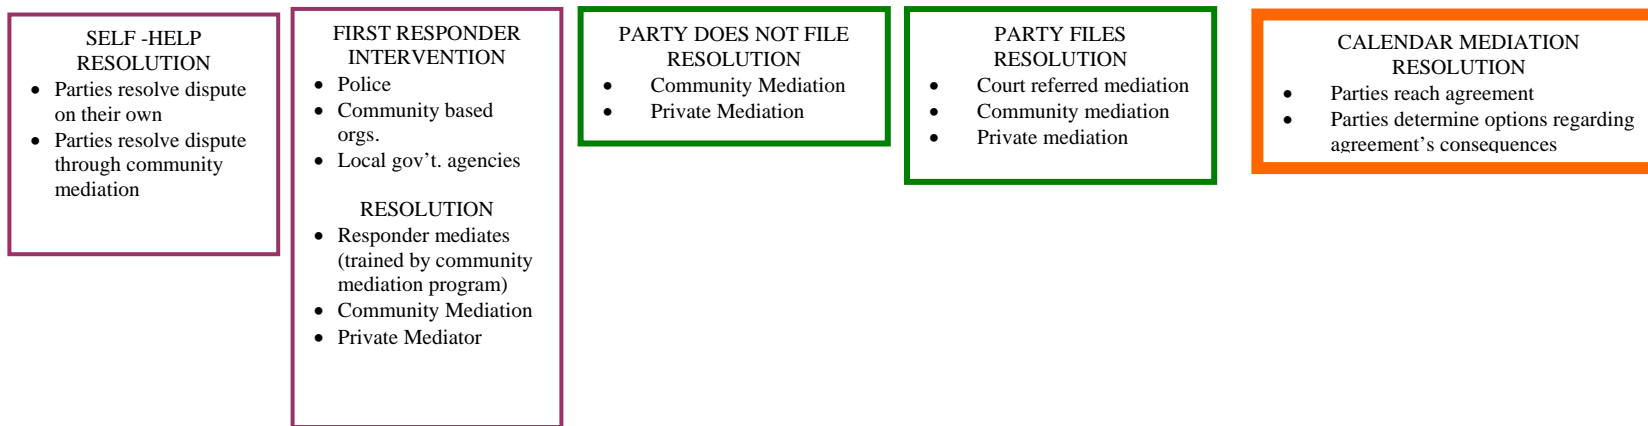 SELF -HELP
RESOLUTION
• Parties resolve dispute
on their own
• Parties resolve dispute
through community
mediation
FIRST RESPONDER
INTERVENTION
• Police
• Community based
orgs.
• Local gov’t. agencies
RESOLUTION
• Responder mediates
(trained by community
mediation program)
• Community Mediation
• Private Mediator
PARTY DOES NOT FILE
RESOLUTION
• Community Mediation
• Private Mediation
PARTY FILES
RESOLUTION
• Court referred mediation
• Community mediation
• Private mediation
CALENDAR MEDIATION
RESOLUTION
• Parties reach agreement
• Parties determine options regarding
agreement’s consequences